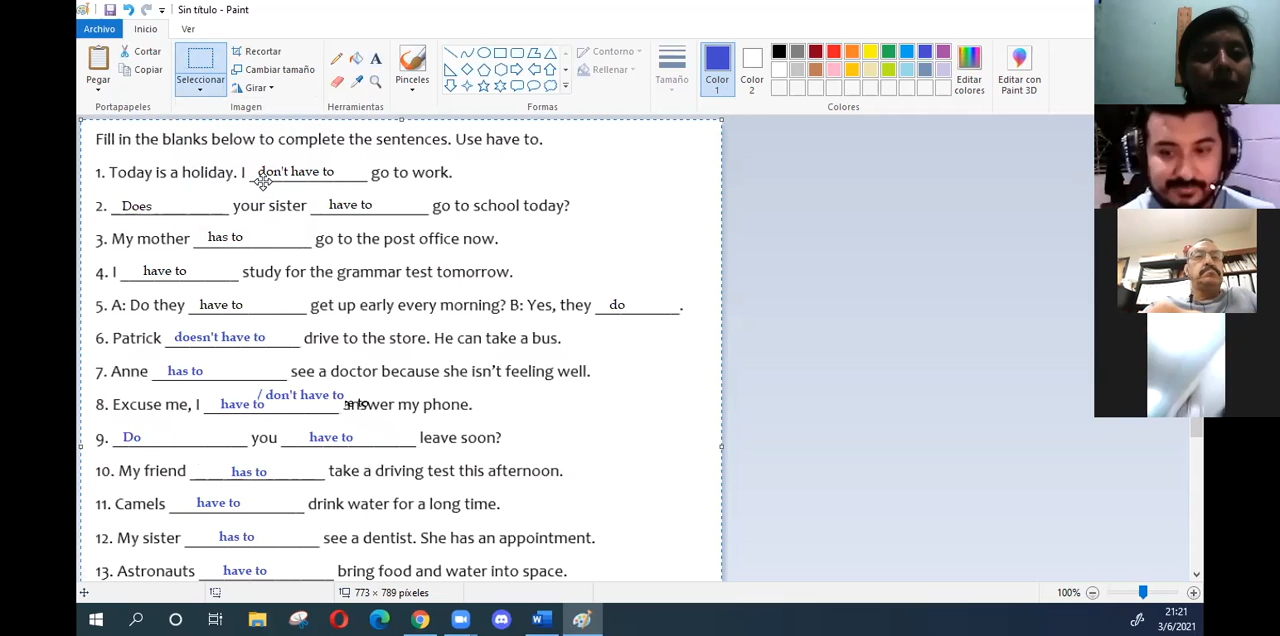 Sin título - Paint
Archivo Inicio Ver
Pegar
Cortar
Copiar
Portapapeles
Seleccionar
Recortar
Cambiar tamaño
Girar
Imagen
Herramientas
Pinceles
Contorno
Rellenar
Formas
Tamaño
Color 1
Color 2
Editar colores
Colores
Editar con Paint 3D
Fill in the blanks below to complete the sentences. Use have to.
1. Today is a holiday. I don't have to go to work.
2. Does your sister have to go to school today?
3. My mother has to go to the post office now.
4. I have to study for the grammar test tomorrow.
5. A: Do they have to get up early every morning? B: Yes, they do.
6. Patrick doesn't have to drive to the store. He can take a bus.
7. Anne has to see a doctor because she isn't feeling well.
8. Excuse me, I have to / don't have to answer my phone.
9. Do you have to leave soon?
10. My friend has to take a driving test this afternoon.
11. Camels have to drink water for a long time.
12. My sister has to see a dentist. She has an appointment.
13. Astronauts have to bring food and water into space.
773 × 789 píxeles
100%
21:21
3/6/2021